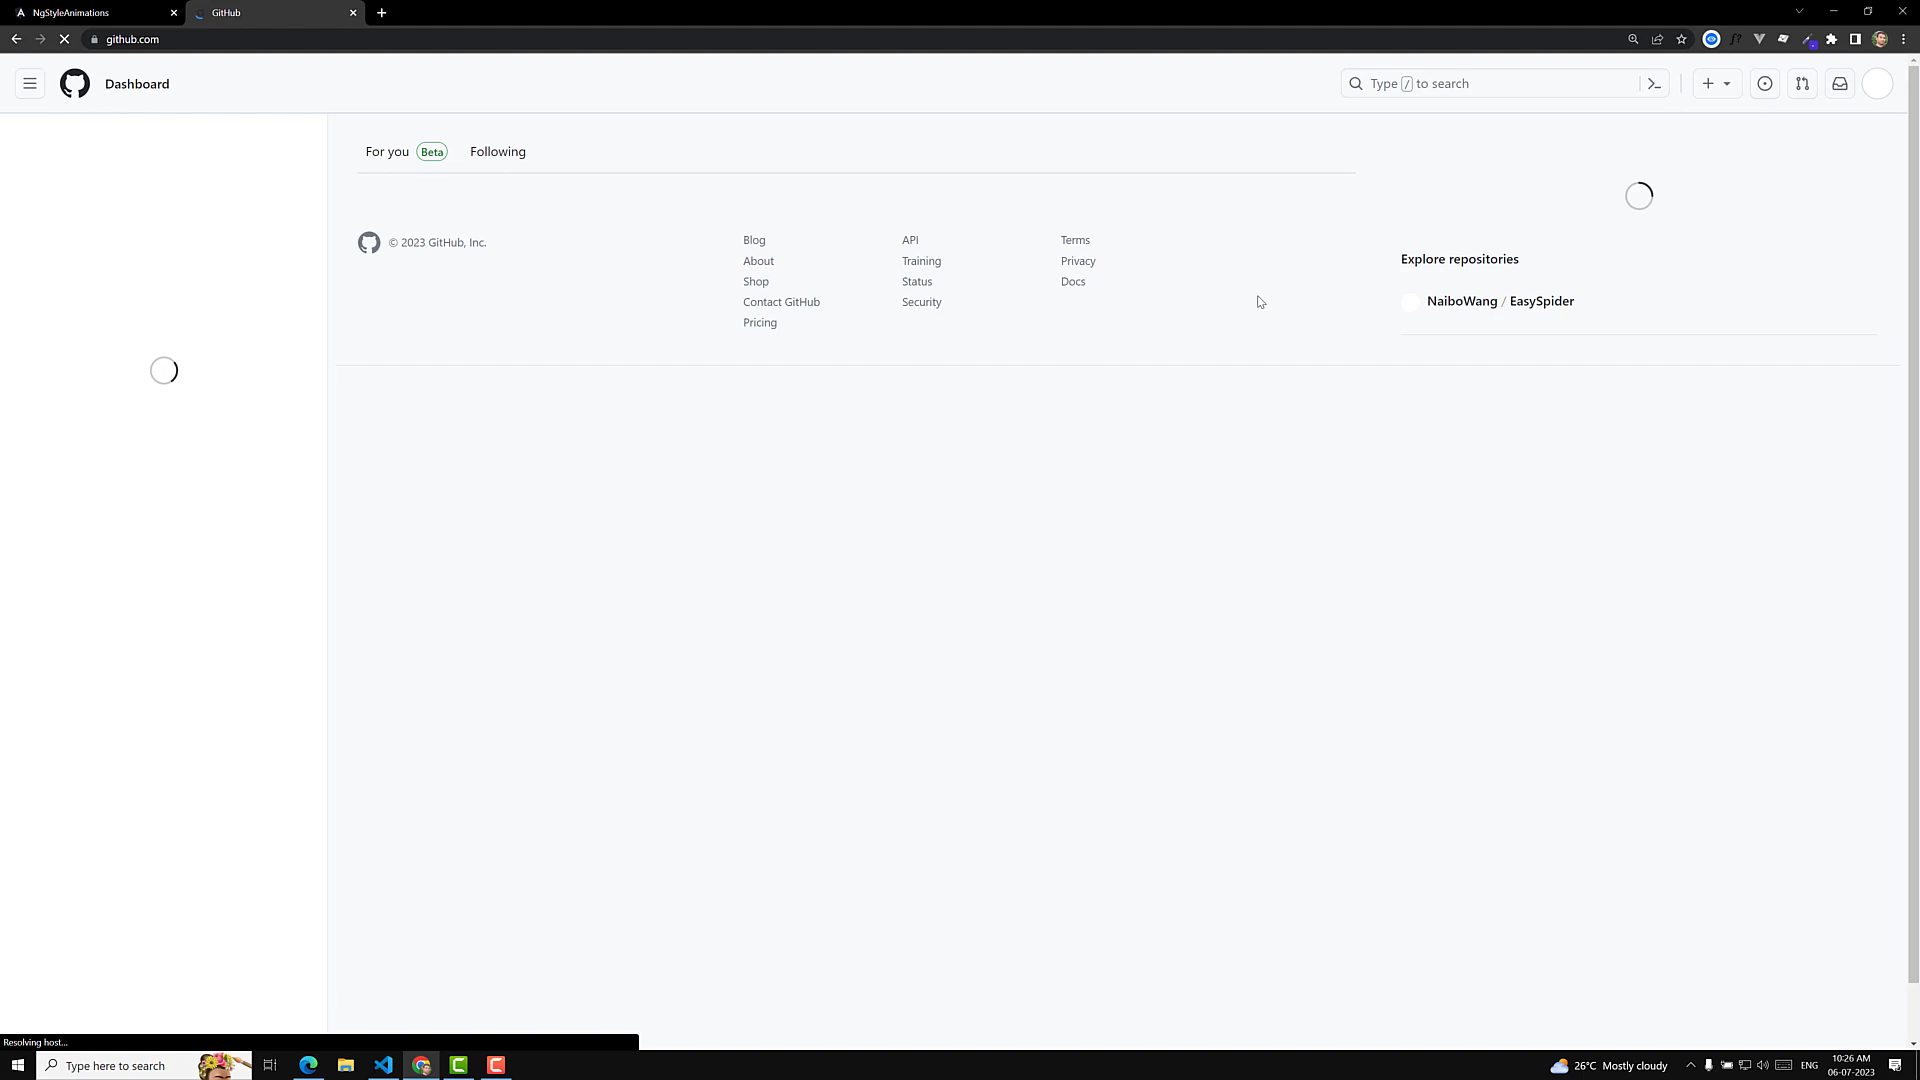 NgStyleAnimations
GitHub
github.com
Dashboard
Type / to search
For you Beta Following
© 2023 GitHub, Inc.
Blog
About
Shop
Contact GitHub
Pricing
API
Training
Status
Security
Terms
Privacy
Docs
Explore repositories
NaiboWang / EasySpider
Resolving host...
Type here to search
26°C Mostly cloudy
ENG
10:26 AM
06-07-2023